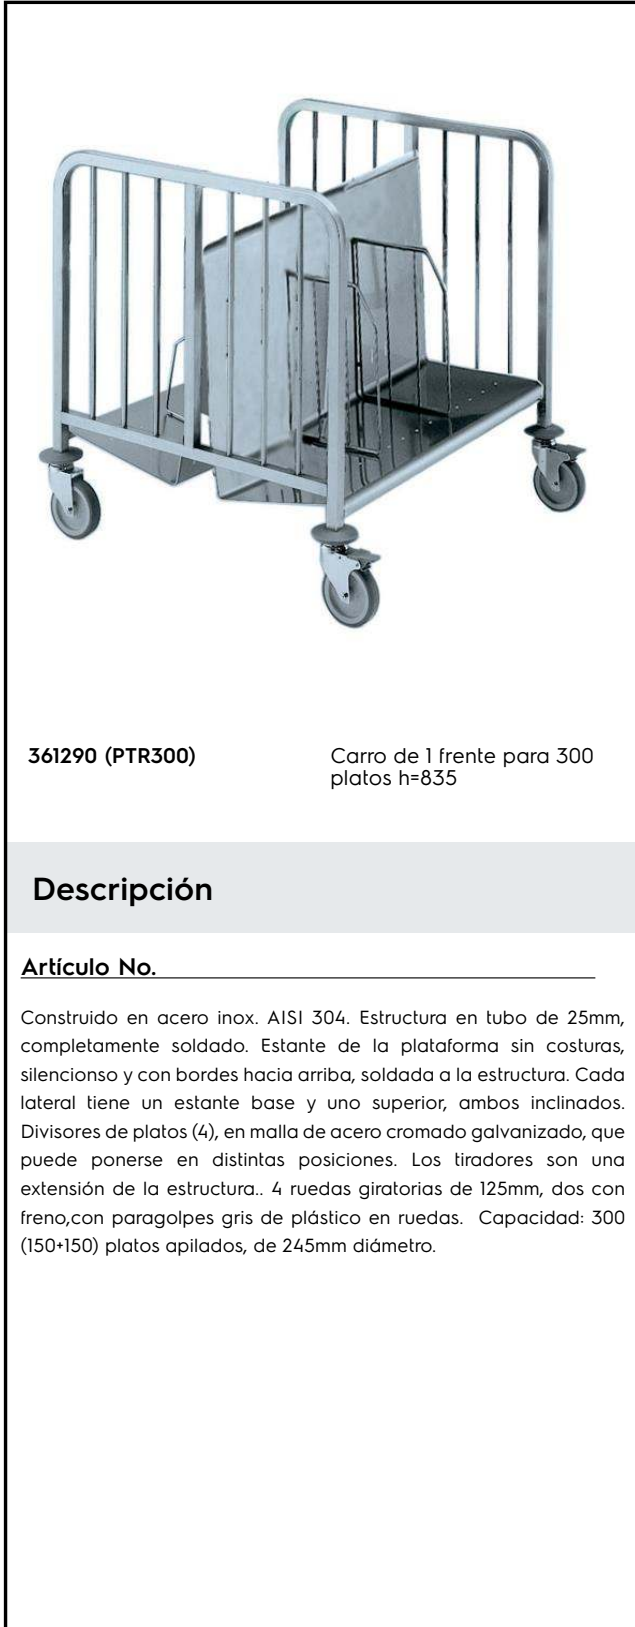 361290 (PTR300)
Carro de 1 frente para 300
platos h=835
Descripción
Artículo No.
Construido en acero inox. AISI 304. Estructura en tubo de 25mm,
completamente soldado. Estante de la plataforma sin costuras,
silencionso y con bordes hacia arriba, soldada a la estructura. Cada
lateral tiene un estante base y uno superior, ambos inclinados.
Divisores de platos (4), en malla de acero cromado galvanizado, que
puede ponerse en distintas posiciones. Los tiradores son una
extensión de la estructura.. 4 ruedas giratorias de 125mm, dos con
freno,con paragolpes gris de plástico en ruedas. Capacidad: 300
(150+150) platos apilados, de 245mm diámetro.